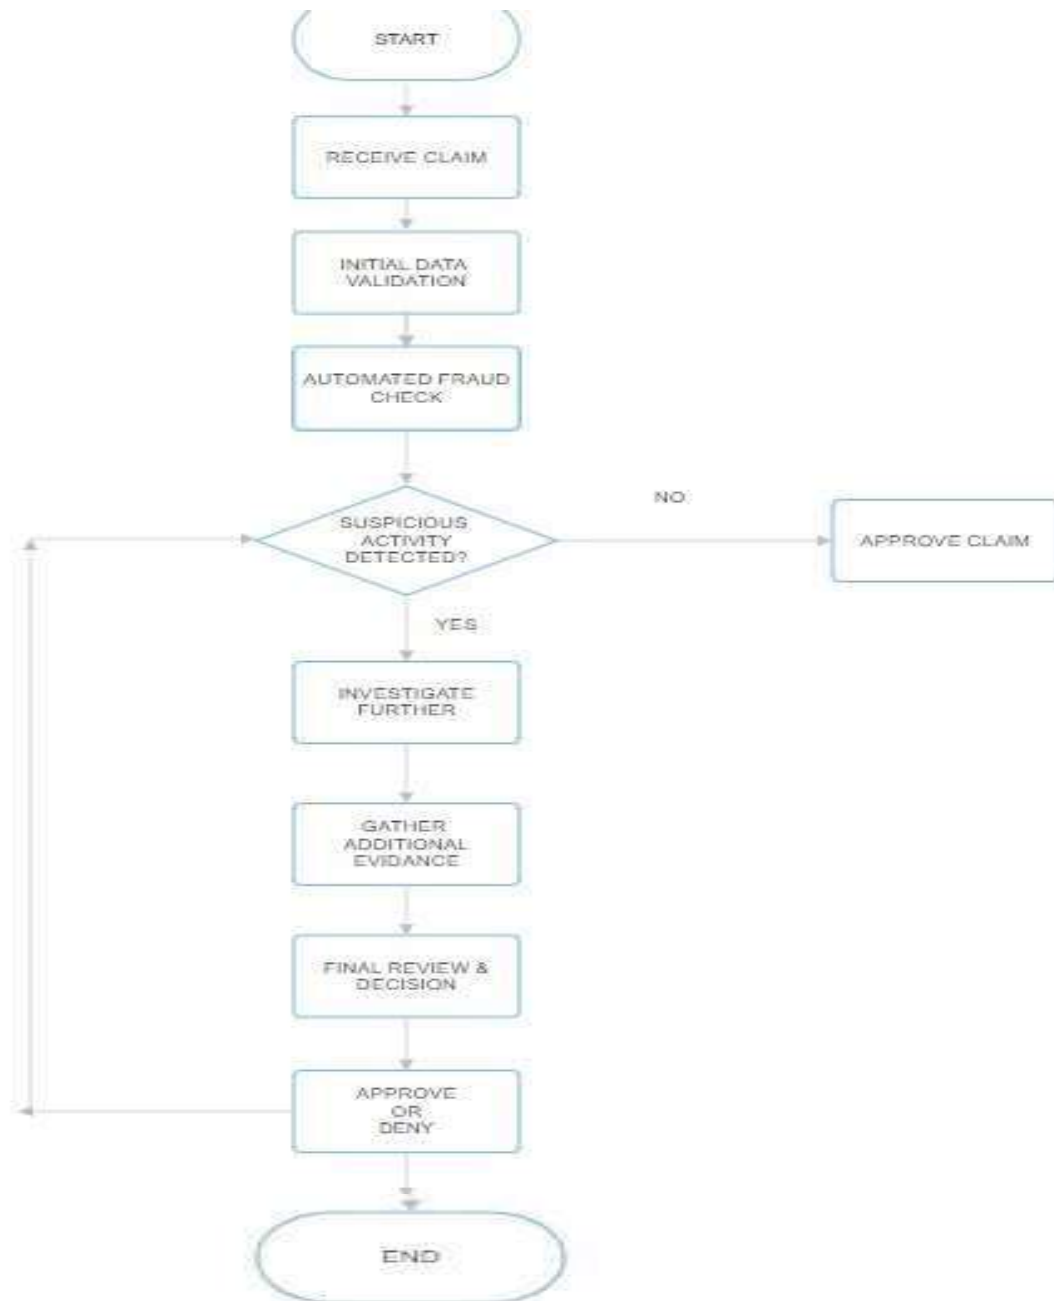 START
RECEIVE CLAIM
INITIAL DATA
VALIDATION
AUTOMATED FRAUD
CHECK
SUSPICIOUS
ACTIVITY
DETECTED?
NO
APPROVE CLAIM
YES
INVESTIGATE
FURTHER
GATHER
ADDITIONAL
EVIDANCE
FINAL REVIEW &
DECISION
APPROVE
OR
DENY
END